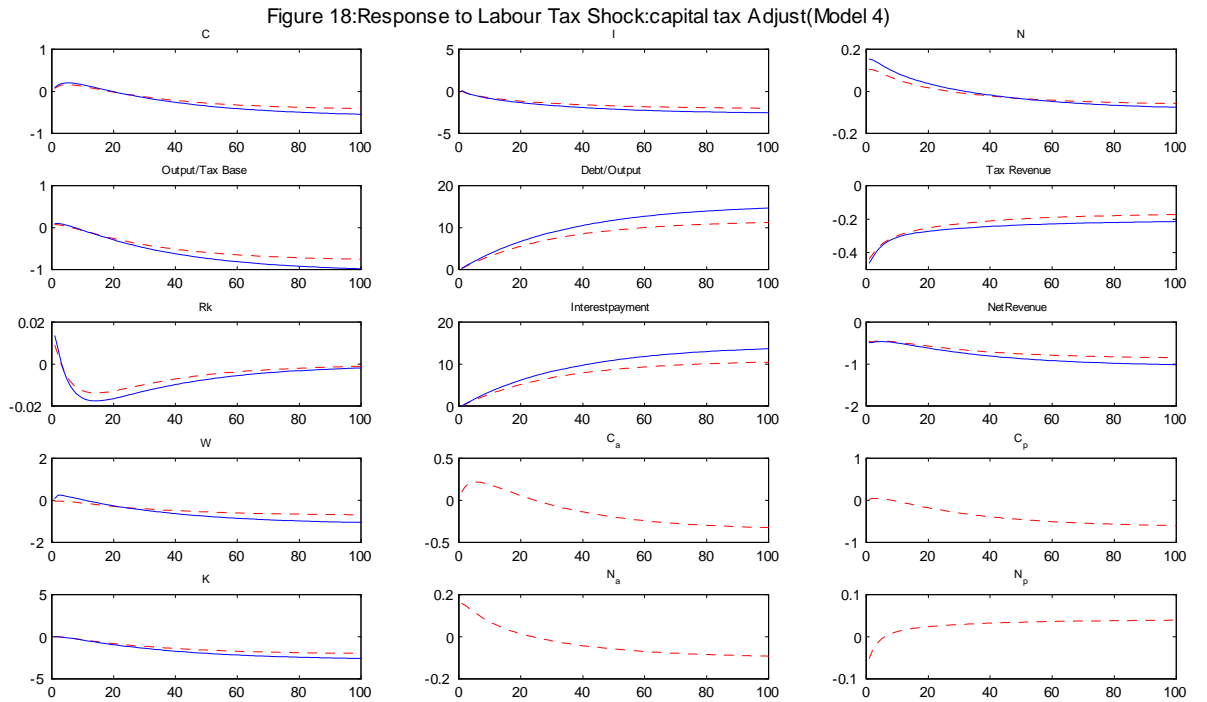 Figure 18:Response to Labour Tax Shock:capital tax Adjust(Model 4)
C I N
1 5 0.2
0 0 0
-1 -5 -0.2
0 20 40 60 80 100 0 20 40 60 80 100 0 20 40 60 80 100
Output/Tax Base Debt/Output Tax Revenue
1 20 0
0 10 -0.2
-1 0 -0.4
0 20 40 60 80 100 0 20 40 60 80 100 0 20 40 60 80 100
Rk Interestpayment NetRevenue
0.02 20 0
0 10 -1
-0.02 0 -2
0 20 40 60 80 100 0 20 40 60 80 100 0 20 40 60 80 100
W Ca Cp
2 0.5 1
0 0 0
-2 -0.5 -1
0 20 40 60 80 100 0 20 40 60 80 100 0 20 40 60 80 100
K Na Np
5 0.2 0.1
0 0 0
-5 -0.2 -0.1
0 20 40 60 80 100 0 20 40 60 80 100 0 20 40 60 80 100